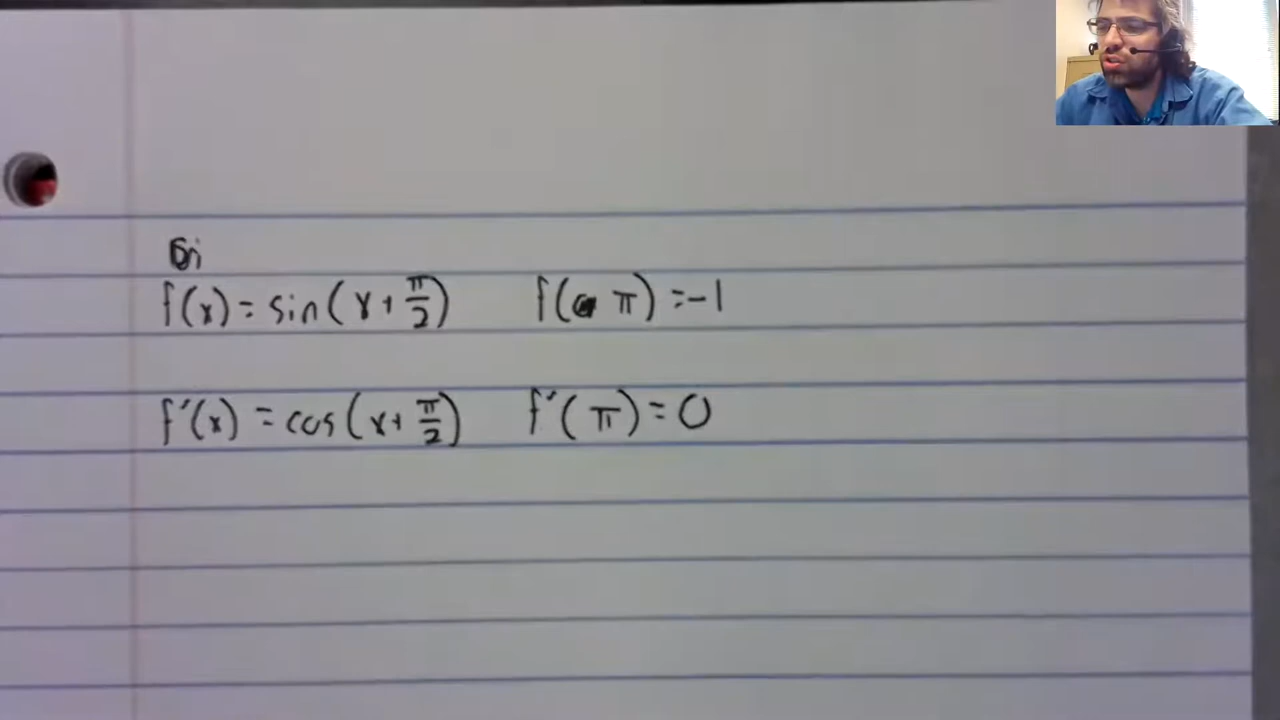 f(x) = sin(x + π/2) f(π) = -1
f'(x) = cos(x + π/2) f'(π) = 0